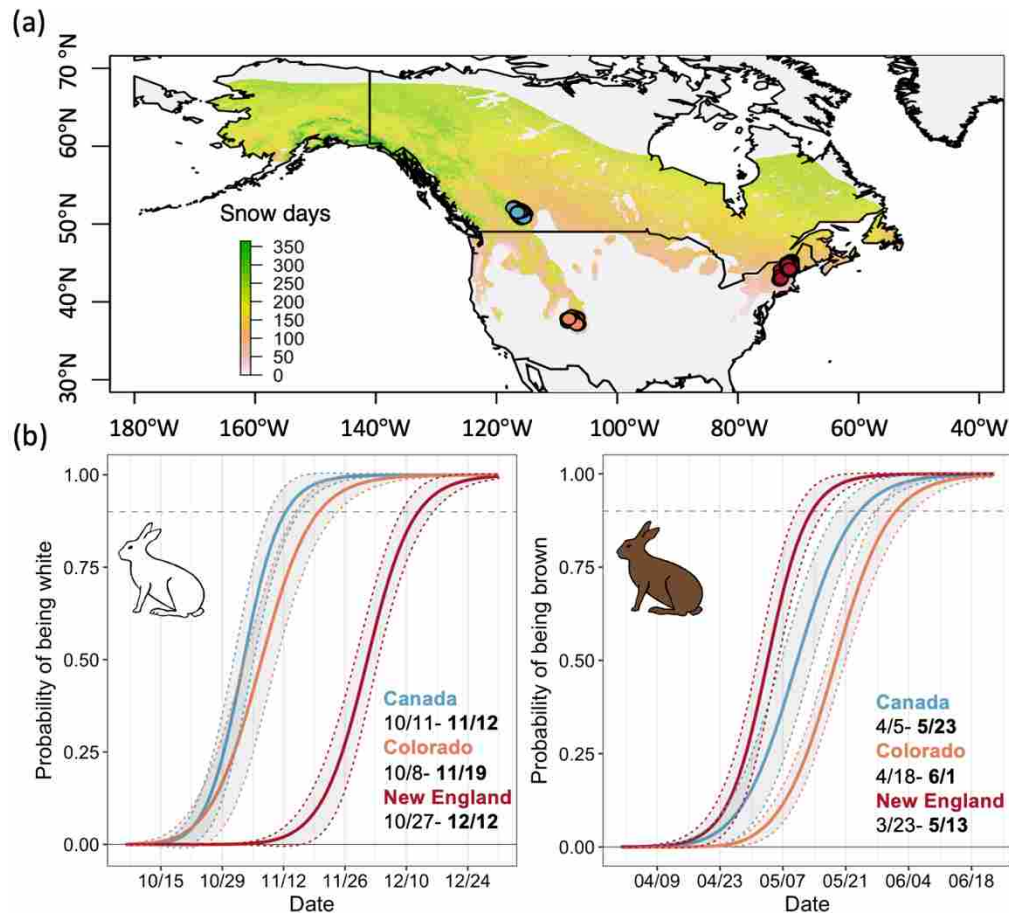 (a)
70 °N
60°N
50°N
40°N
30°N
Snow days
350
300
250
200
150
100
50
0
180°W 160°W 140°W 120°W 100°W 80°W 60°W 40°W
(b)
Probability of being white
1.00
0.75
0.50
0.25
0.00
Canada
10/11- 11/12
Colorado
10/8- 11/19
New England
10/27- 12/12
10/15 10/29 11/12 11/26 12/10 12/24
Date
Probability of being brown
1.00
0.75
0.50
0.25
0.00
Canada
4/5- 5/23
Colorado
4/18- 6/1
New England
3/23- 5/13
04/09 04/23 05/07 05/21 06/04 06/18
Date